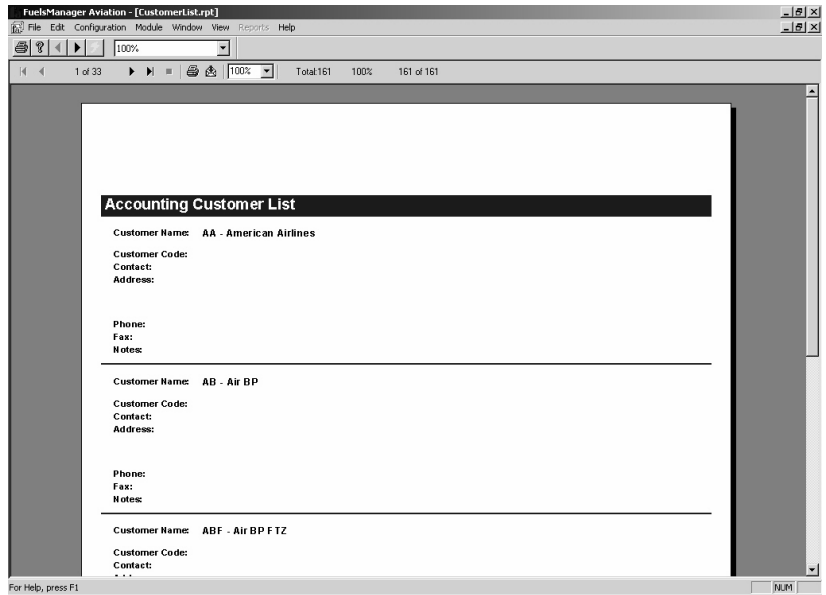 FuelsManager Aviation - [CustomerList.rpt]
File Edit Configuration Module Window View Reports Help
100%
1 of 33 100% Total:161 100% 161 of 161
Accounting Customer List
Customer Name: AA - American Airlines
Customer Code:
Contact:
Address:
Phone:
Fax:
Notes:
Customer Name: AB - Air BP
Customer Code:
Contact:
Address:
Phone:
Fax:
Notes:
Customer Name: ABF - Air BP FTZ
Customer Code:
Contact:
For Help, press F1 NUM